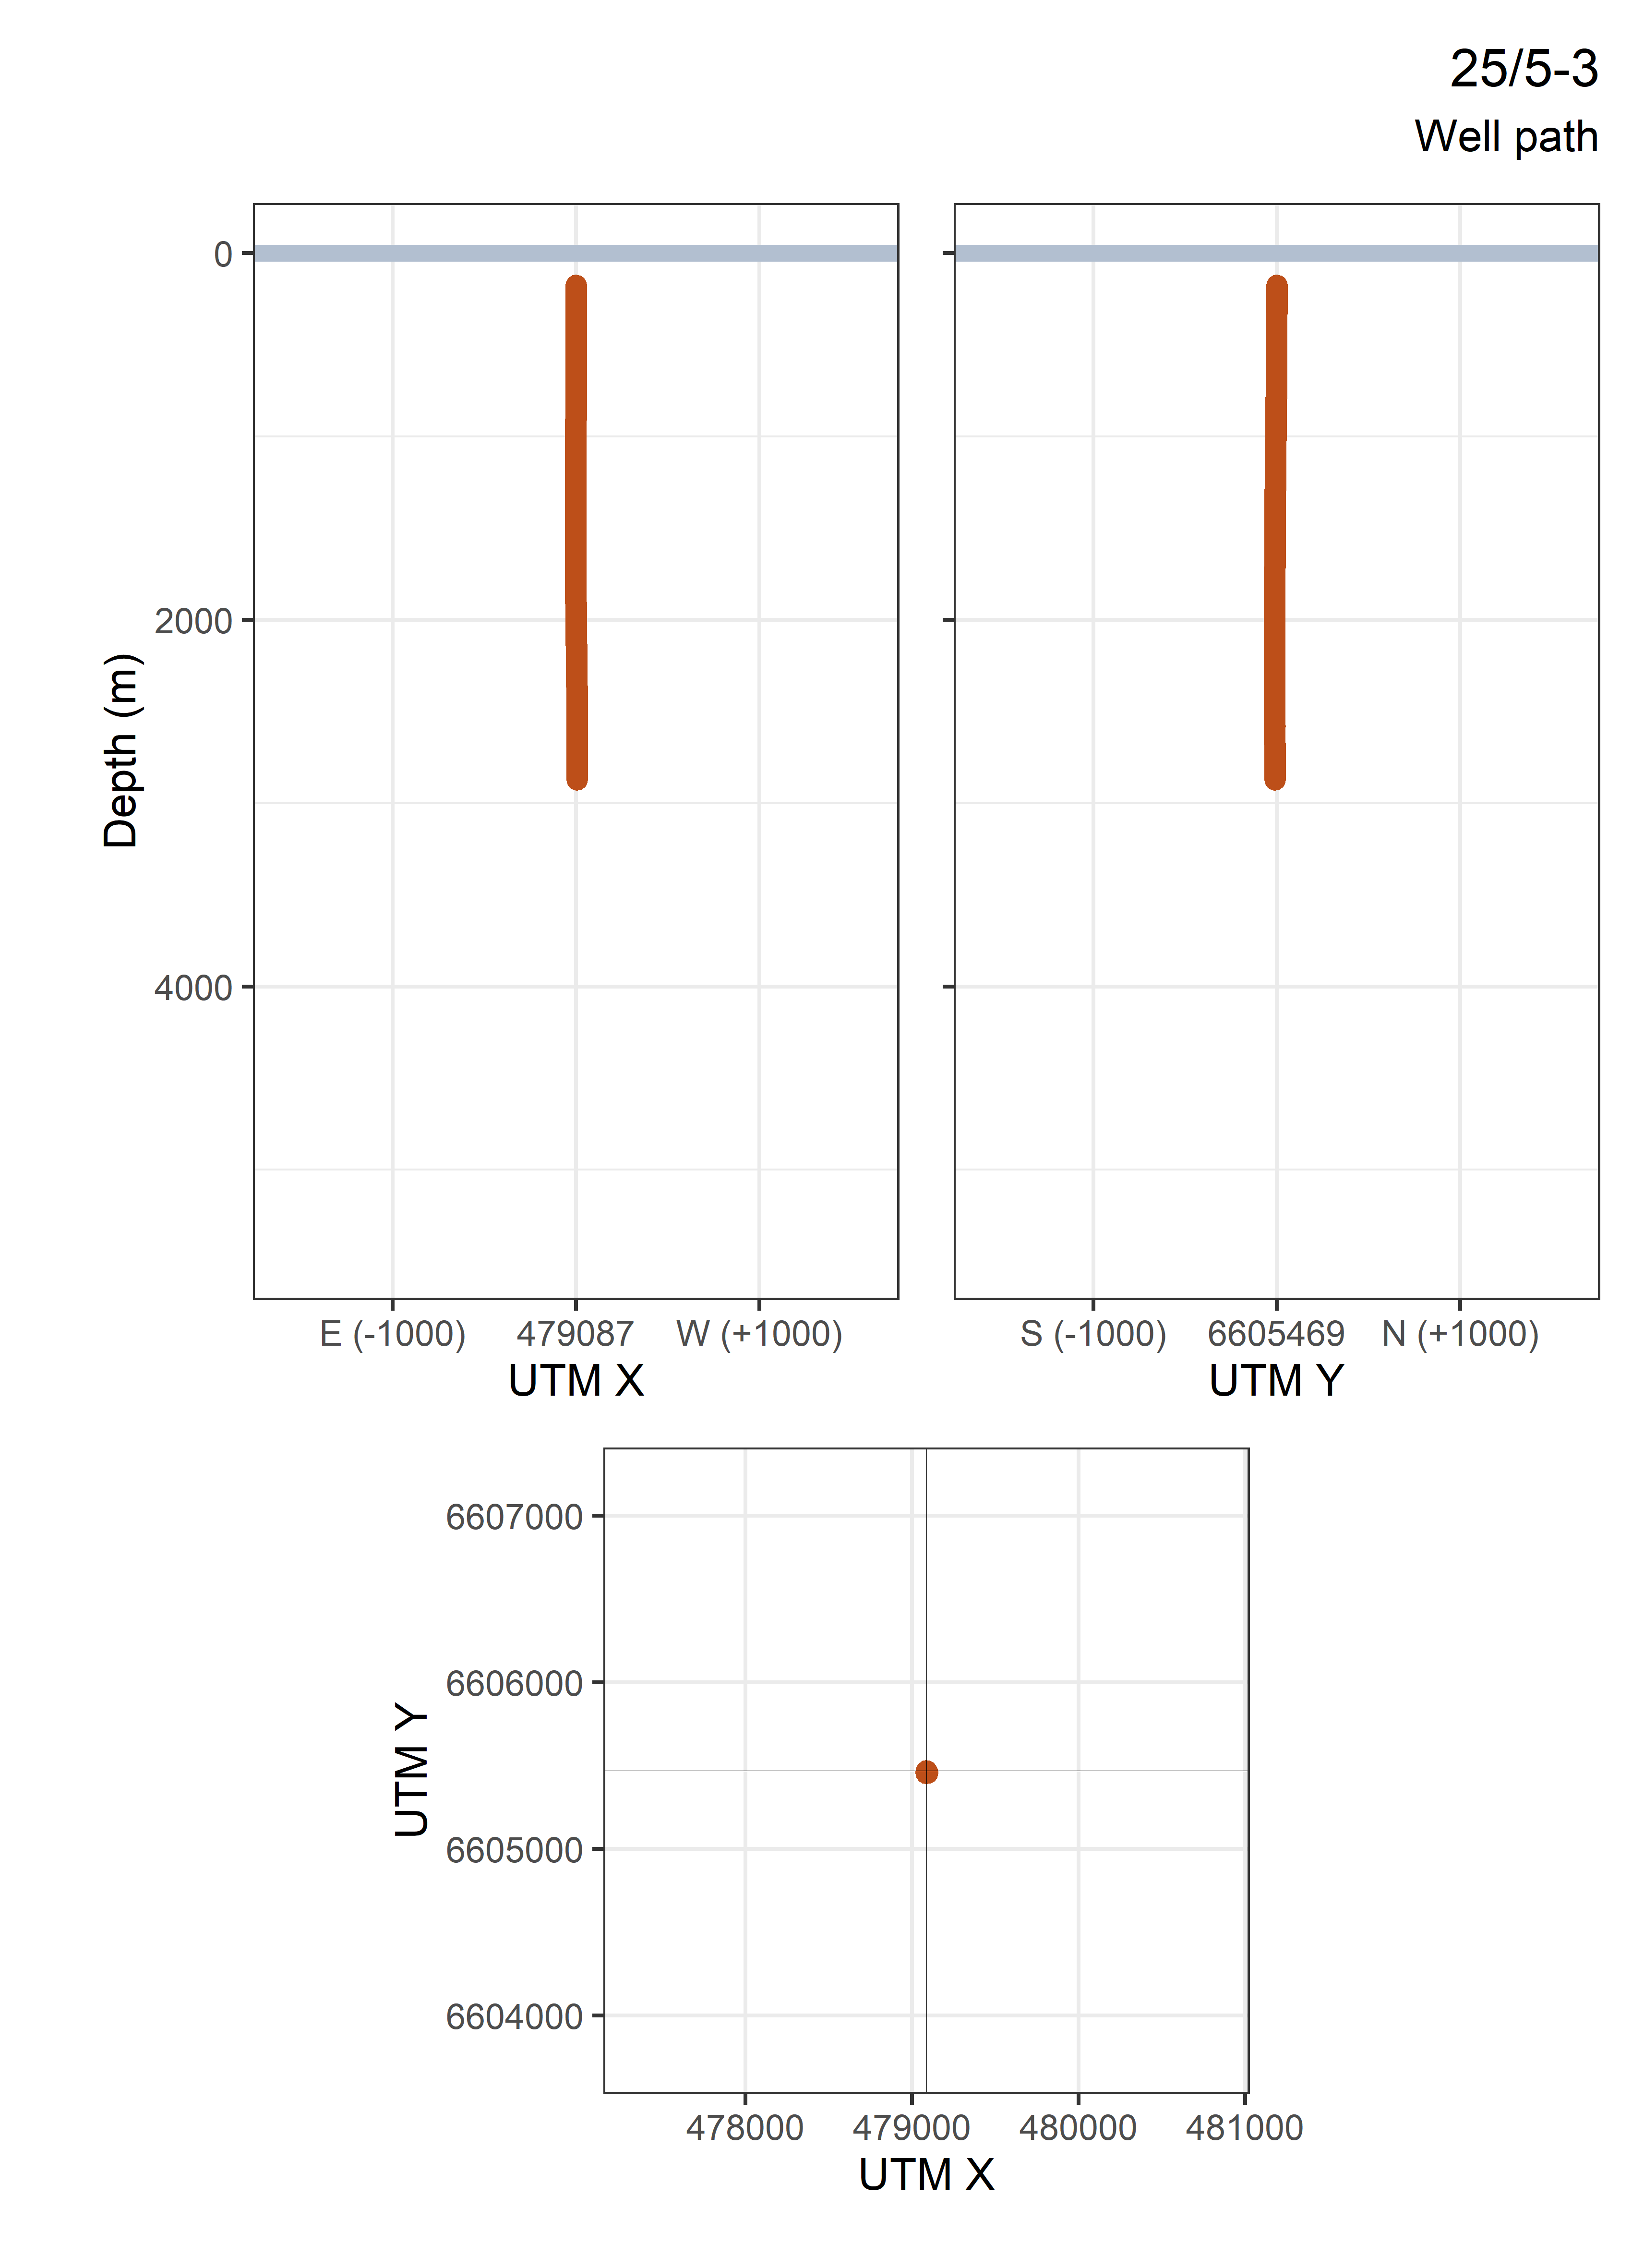 25/5-3
Well path
0
2000
4000
Depth (m)
E (-1000) 479087 W (+1000)
UTM X
S (-1000) 6605469 N (+1000)
UTM Y
6607000
6606000
6605000
6604000
UTM Y
478000 479000 480000 481000
UTM X